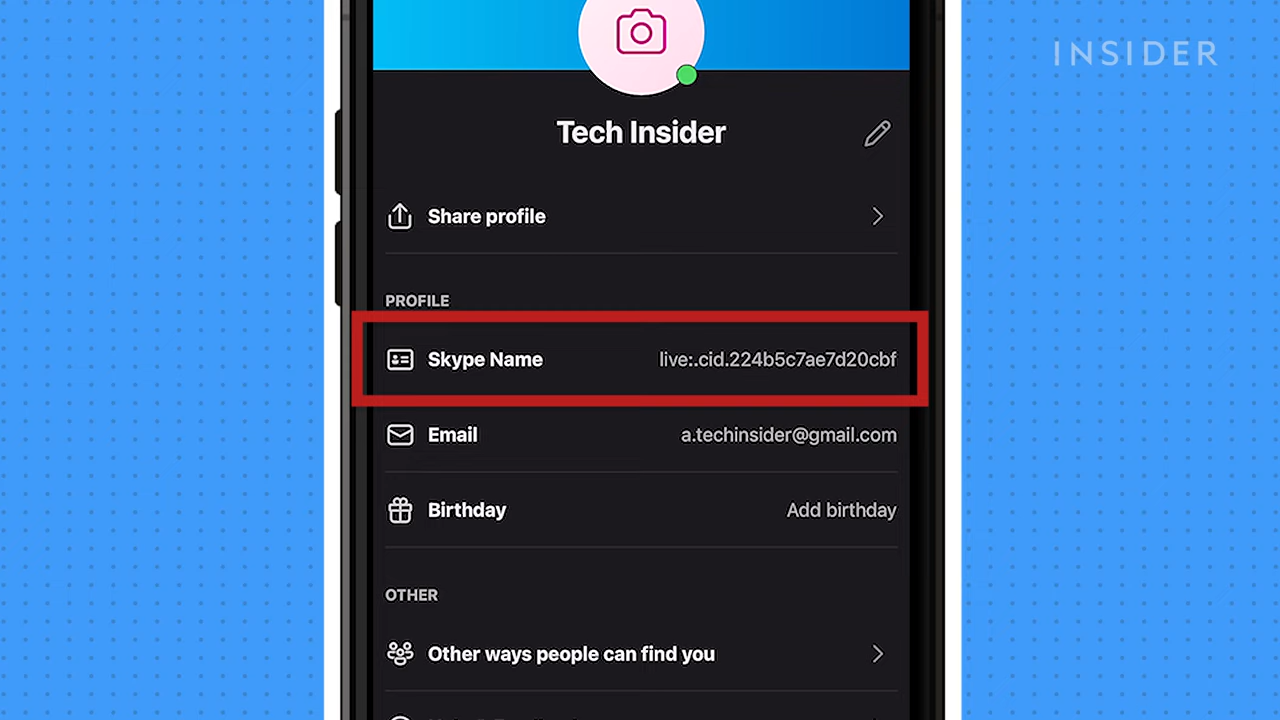 INSIDER
Tech Insider
Share profile
PROFILE
Skype Name live:.cid.224b5c7ae7d20cbf
Email a.techinsider@gmail.com
Birthday Add birthday
OTHER
Other ways people can find you